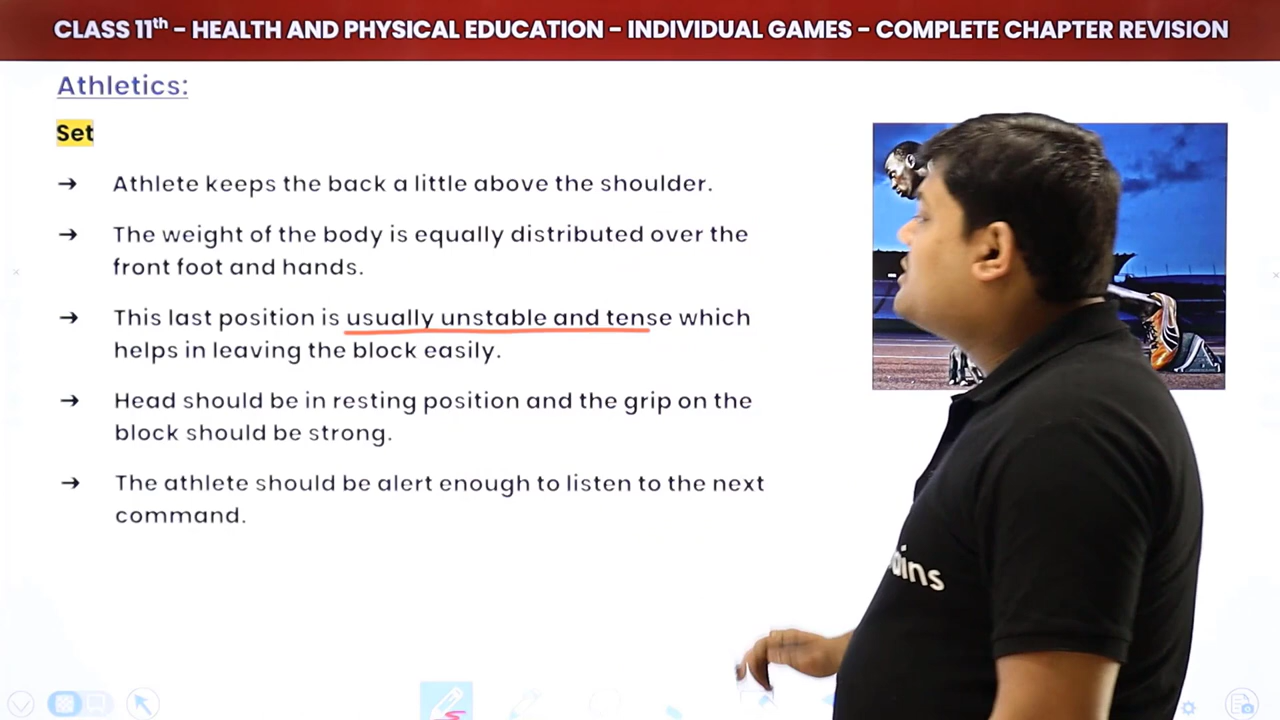 CLASS 11th – HEALTH AND PHYSICAL EDUCATION – INDIVIDUAL GAMES – COMPLETE CHAPTER REVISION
Athletics:
Set
→ Athlete keeps the back a little above the shoulder.
→ The weight of the body is equally distributed over the
front foot and hands.
→ This last position is usually unstable and tense which
helps in leaving the block easily.
→ Head should be in resting position and the grip on the
block should be strong.
→ The athlete should be alert enough to listen to the next
command.